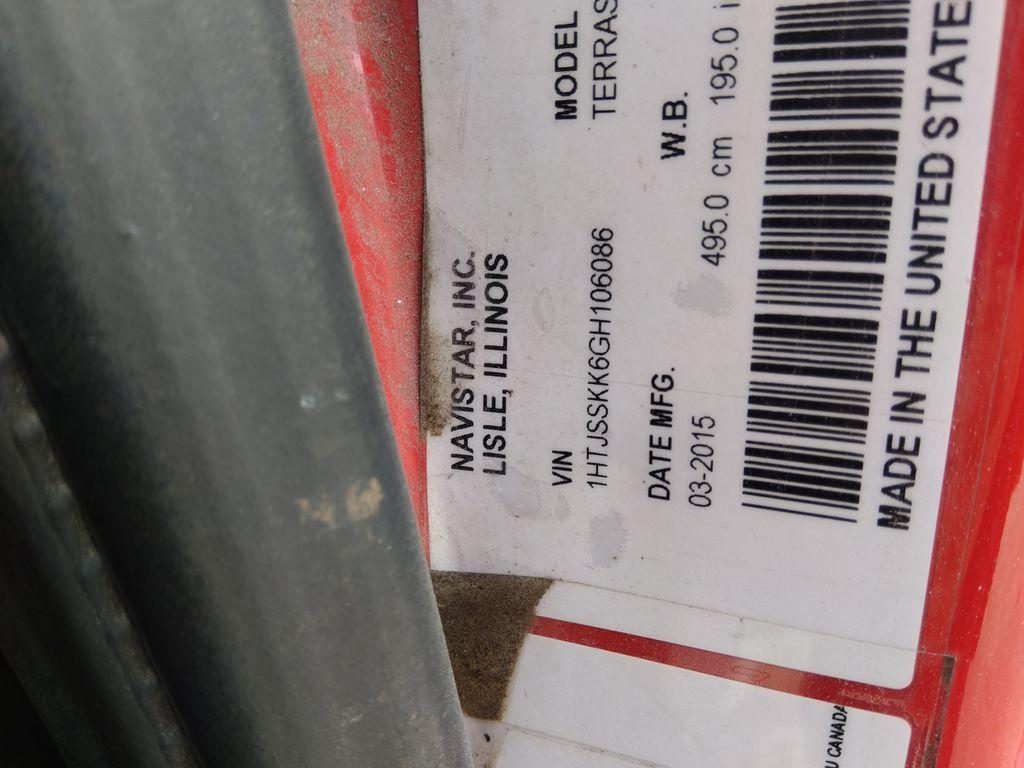 NAVISTAR, INC.
LISLE, ILLINOIS
MODEL
TERRAS
VIN
1HTJSSKK6GH106086
W.B.
495.0 cm 195.0 i
DATE MFG.
03-2015
MADE IN THE UNITED STATE
U CANADA